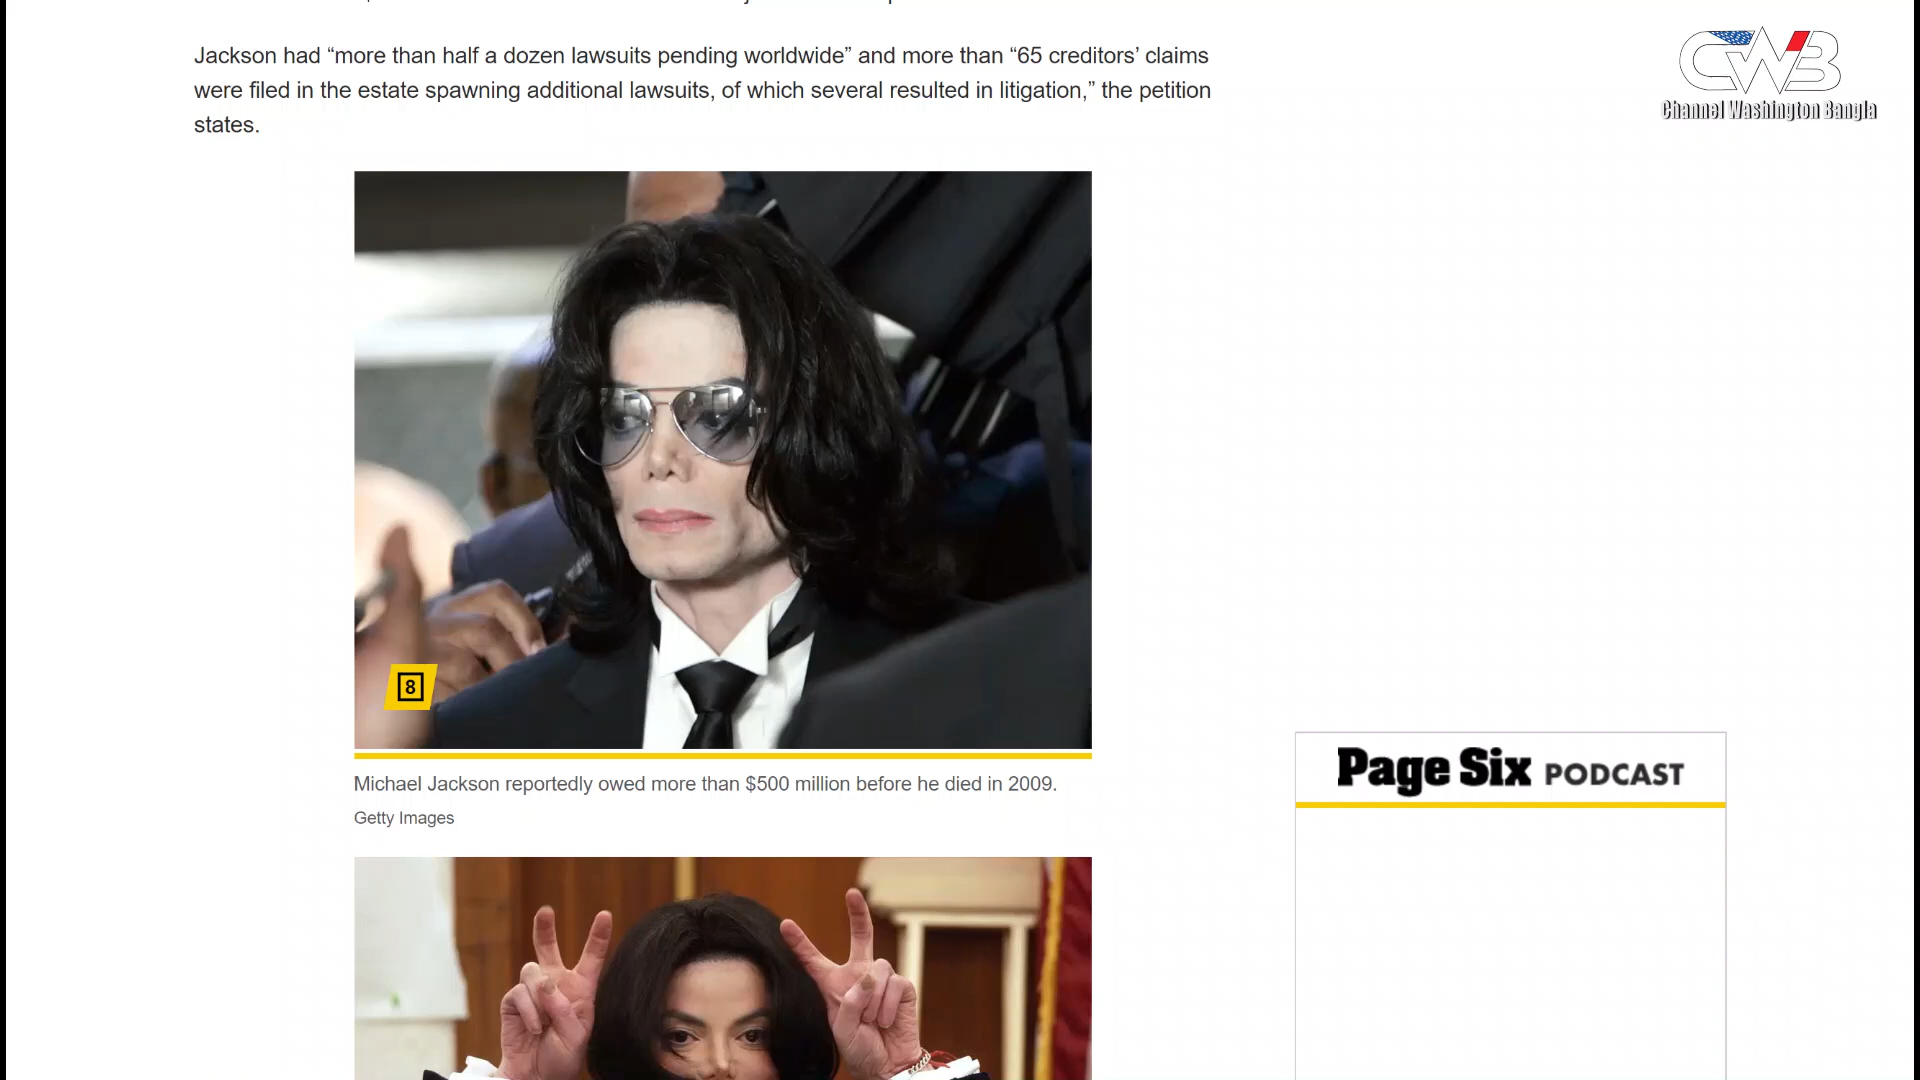 Jackson had “more than half a dozen lawsuits pending worldwide” and more than “65 creditors’ claims
were filed in the estate spawning additional lawsuits, of which several resulted in litigation,” the petition
states.
CWB
Channel Washington Bangla
8
Michael Jackson reportedly owed more than $500 million before he died in 2009.
Getty Images
Page Six PODCAST